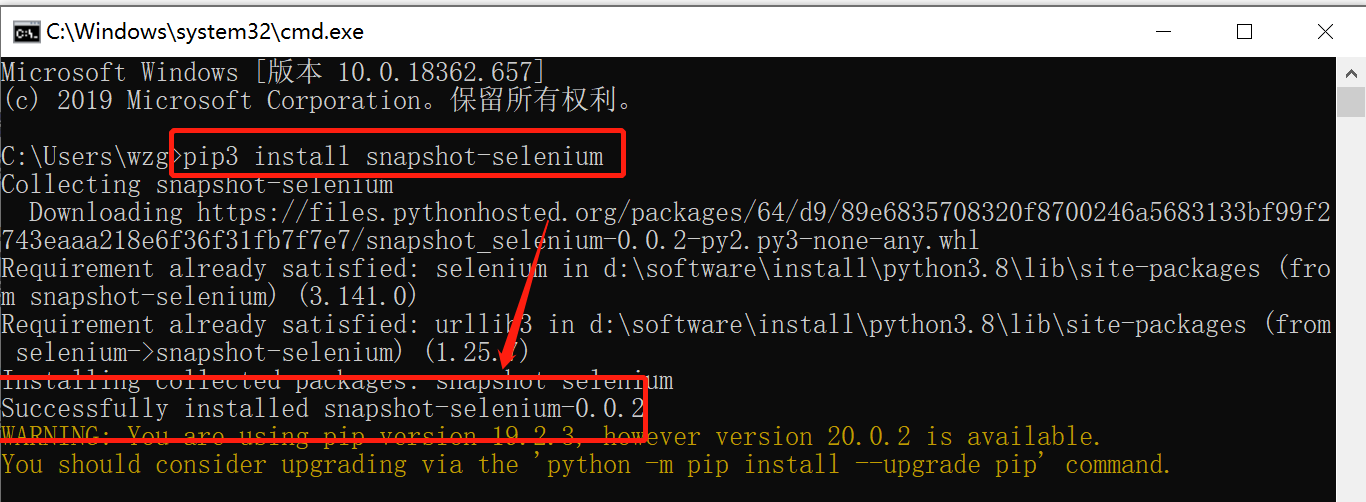 C:\Windows\system32\cmd.exe
Microsoft Windows [版本 10.0.18362.657]
(c) 2019 Microsoft Corporation。保留所有权利。
C:\Users\wzg>pip3 install snapshot-selenium
Collecting snapshot-selenium
Downloading https://files.pythonhosted.org/packages/64/d9/89e6835708320f8700246a5683133bf99f2
743eaaa218e6f36f31fb7f7e7/snapshot_selenium-0.0.2-py2.py3-none-any.whl
Requirement already satisfied: selenium in d:\software\install\python3.8\lib\site-packages (fro
m snapshot-selenium) (3.141.0)
Requirement already satisfied: urllib3 in d:\software\install\python3.8\lib\site-packages (from
selenium->snapshot-selenium) (1.25.7)
Installing collected packages: snapshot-selenium
Successfully installed snapshot-selenium-0.0.2
WARNING: You are using pip version 19.2.3, however version 20.0.2 is available.
You should consider upgrading via the 'python -m pip install --upgrade pip' command.